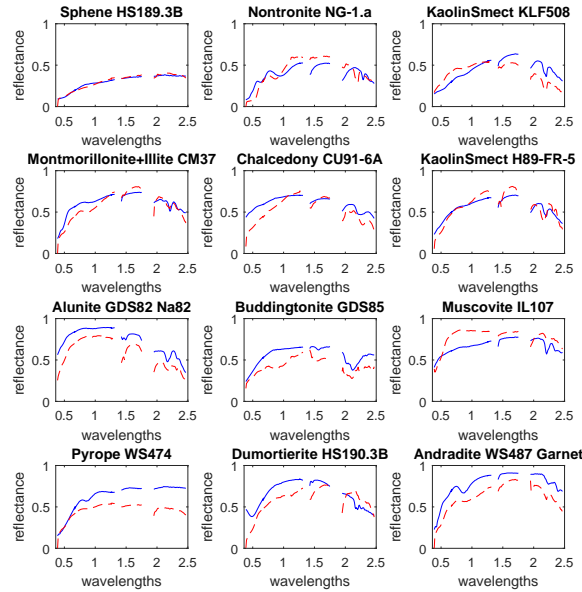 Sphene HS189.3B
Nontronite NG-1.a
KaolinSmect KLF508
reflectance
1
0.5
0
0.5 1 1.5 2 2.5
wavelengths
reflectance
1
0.5
0
0.5 1 1.5 2 2.5
wavelengths
reflectance
1
0.5
0
0.5 1 1.5 2 2.5
wavelengths
Montmorillonite+Illite CM37
Chalcedony CU91-6A
KaolinSmect H89-FR-5
reflectance
1
0.5
0
0.5 1 1.5 2 2.5
wavelengths
reflectance
1
0.5
0
0.5 1 1.5 2 2.5
wavelengths
reflectance
1
0.5
0
0.5 1 1.5 2 2.5
wavelengths
Alunite GDS82 Na82
Buddingtonite GDS85
Muscovite IL107
reflectance
1
0.5
0
0.5 1 1.5 2 2.5
wavelengths
reflectance
1
0.5
0
0.5 1 1.5 2 2.5
wavelengths
reflectance
1
0.5
0
0.5 1 1.5 2 2.5
wavelengths
Pyrope WS474
Dumortierite HS190.3B
Andradite WS487 Garnet
reflectance
1
0.5
0
0.5 1 1.5 2 2.5
wavelengths
reflectance
1
0.5
0
0.5 1 1.5 2 2.5
wavelengths
reflectance
1
0.5
0
0.5 1 1.5 2 2.5
wavelengths